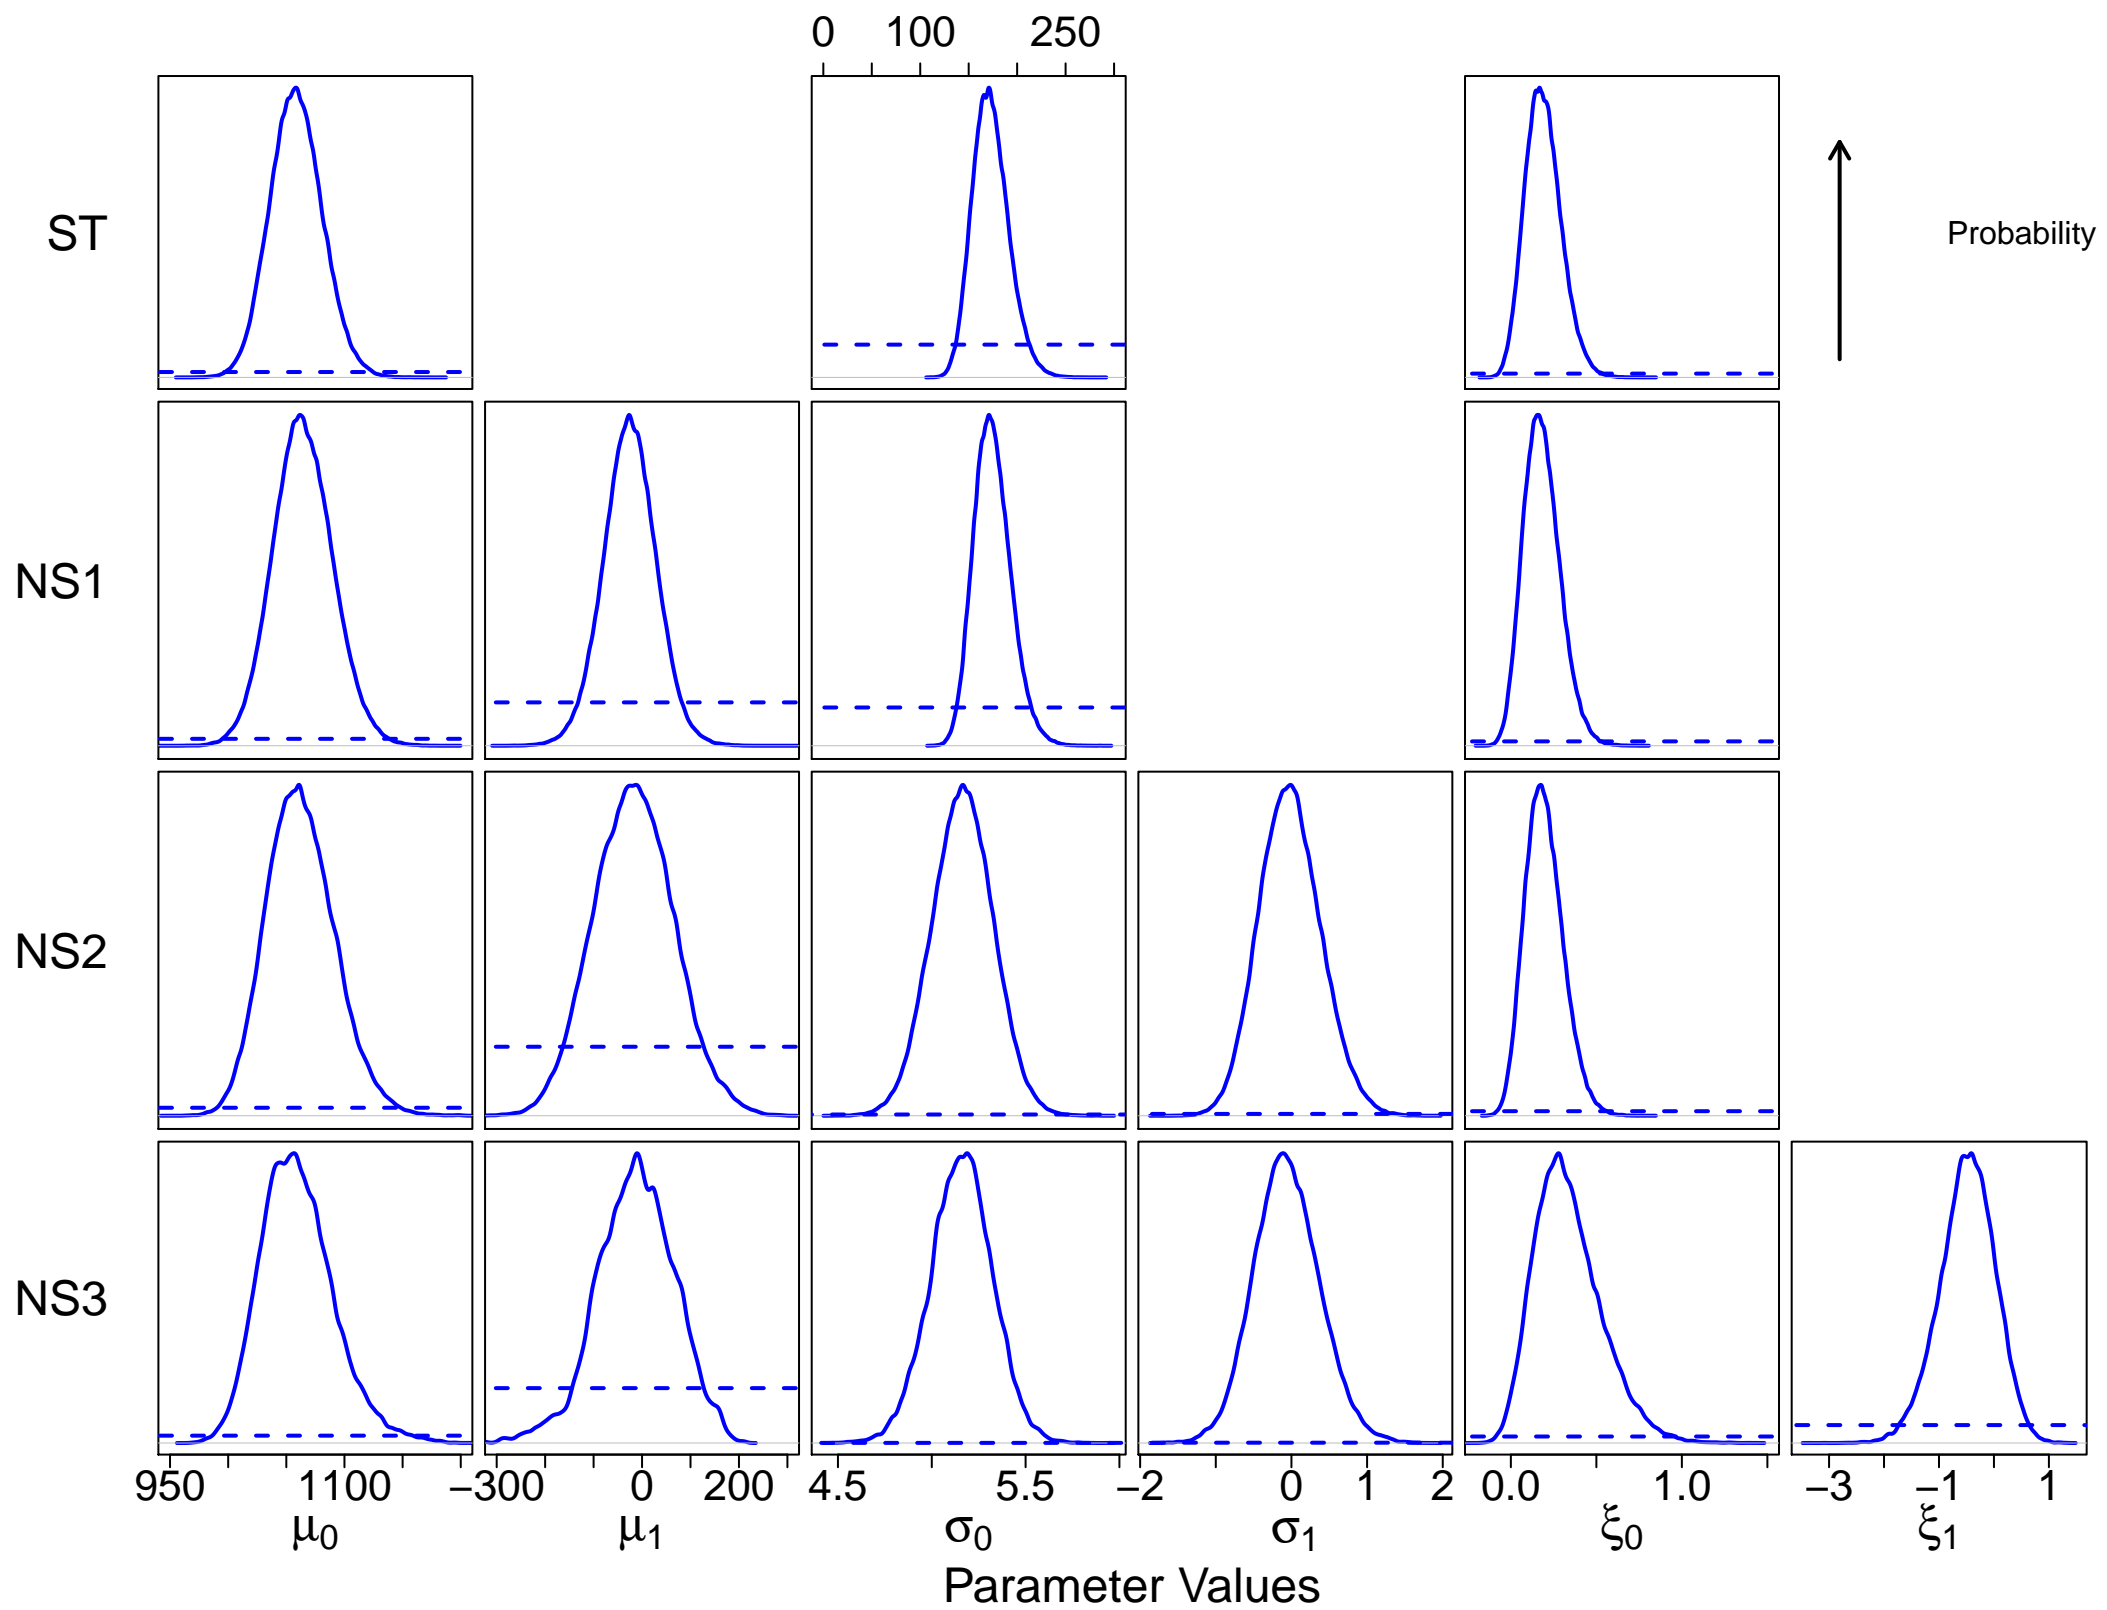 0 100 250
ST
Probability
NS1
NS2
NS3
950 1100 −300 0 200 4.5 5.5 −2 0 1 2 0.0 1.0 −3 −1 1
μ0 μ1 σ0 σ1 ξ0 ξ1
Parameter Values